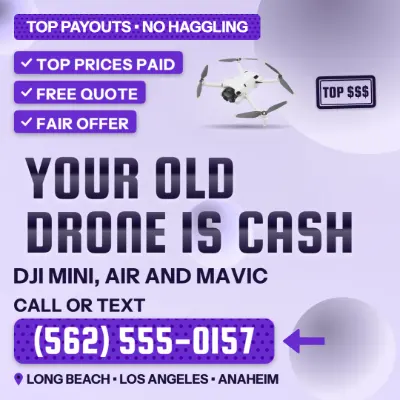 TOP PAYOUTS • NO HAGGLING
TOP PRICES PAID
FREE QUOTE
FAIR OFFER
TOP $$$
YOUR OLD
DRONE IS CASH
DJI MINI, AIR AND MAVIC
CALL OR TEXT
(562) 555-0157
LONG BEACH • LOS ANGELES • ANAHEIM